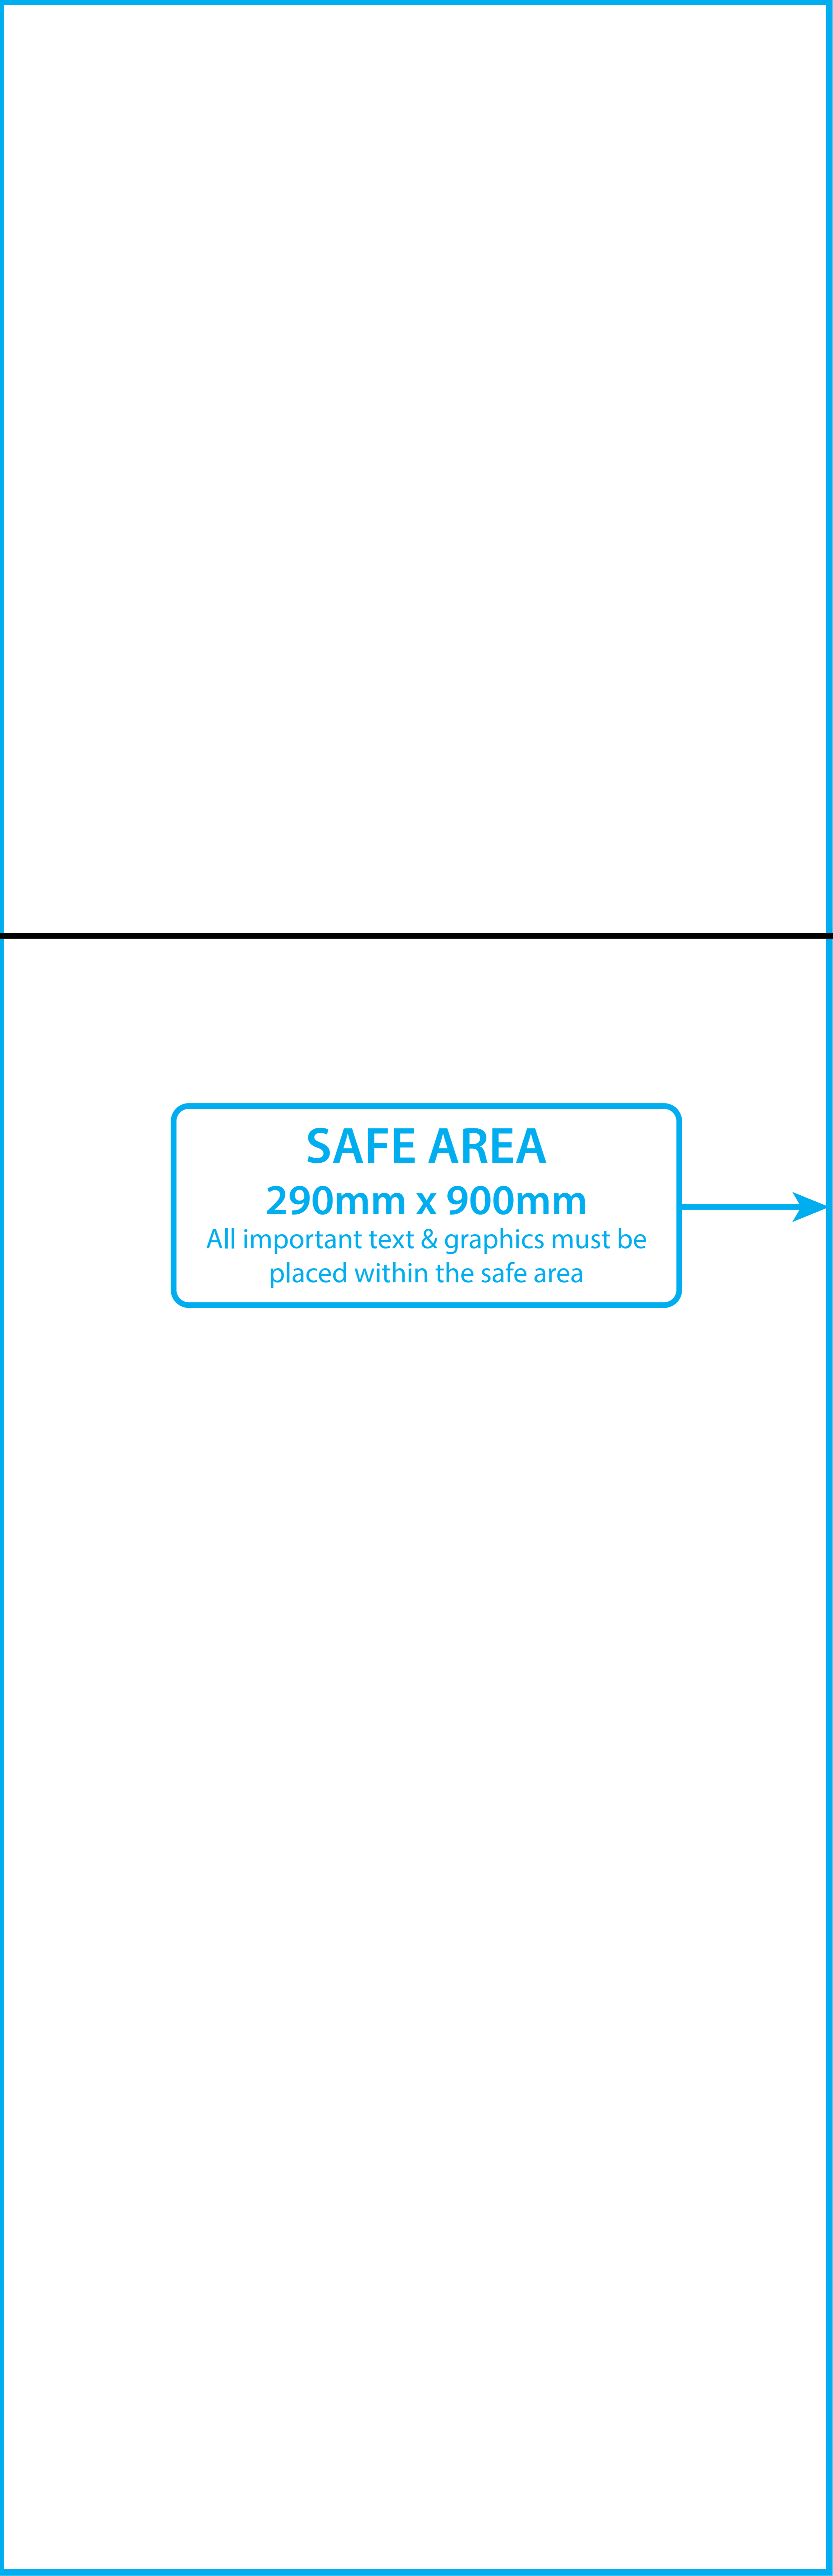 SAFE AREA
290mm x 900mm
All important text & graphics must be
placed within the safe area